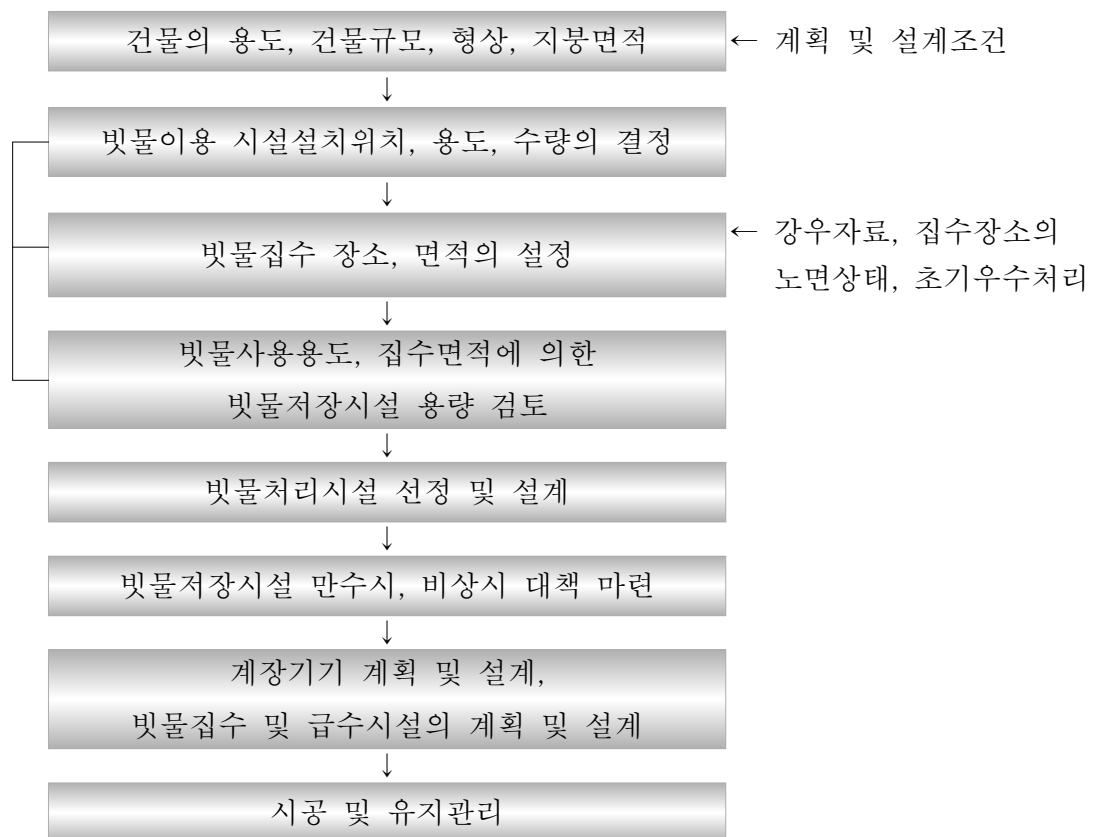 건물의 용도, 건물규모, 형상, 지붕면적 ← 계획 및 설계조건
↓
빗물이용 시설설치위치, 용도, 수량의 결정
↓
빗물집수 장소, 면적의 설정
← 강우자료, 집수장소의
노면상태, 초기우수처리
↓
빗물사용용도, 집수면적에 의한
빗물저장시설 용량 검토
↓
빗물처리시설 선정 및 설계
↓
빗물저장시설 만수시, 비상시 대책 마련
↓
계장기기 계획 및 설계,
빗물집수 및 급수시설의 계획 및 설계
↓
시공 및 유지관리